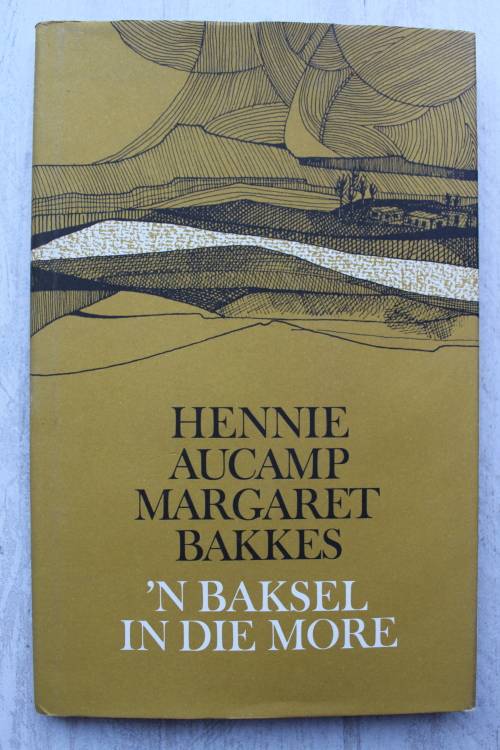 HENNIE
AUCAMP
MARGARET
BAKKES
'N BAKSEL
IN DIE MORE